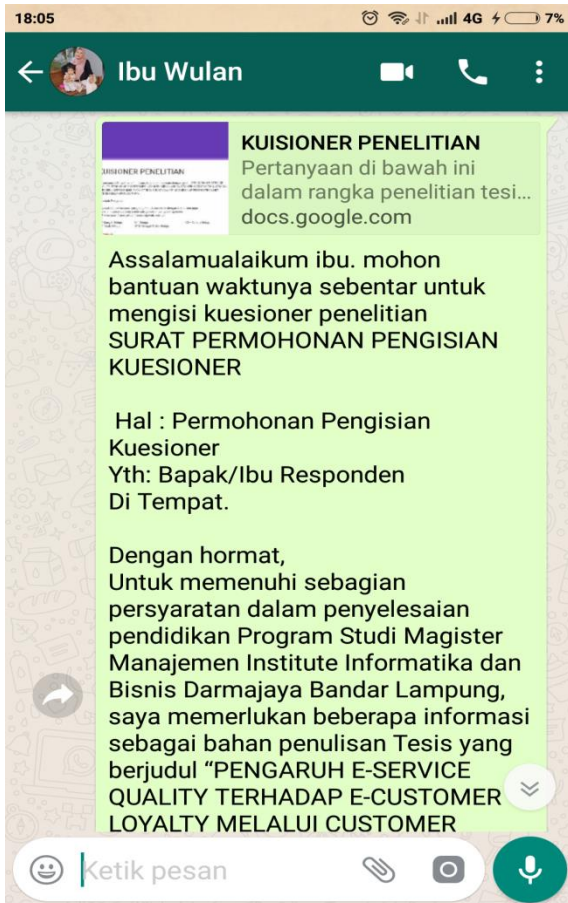 18:05
4G
7%
Ibu Wulan
KUISIONER PENELITIAN
Pertanyaan di bawah ini
dalam rangka penelitian tesi...
docs.google.com
Assalamualaikum ibu. mohon
bantuan waktunya sebentar untuk
mengisi kuesioner penelitian
SURAT PERMOHONAN PENGISIAN
KUESIONER
Hal : Permohonan Pengisian
Kuesioner
Yth: Bapak/Ibu Responden
Di Tempat.
Dengan hormat,
Untuk memenuhi sebagian
persyaratan dalam penyelesaian
pendidikan Program Studi Magister
Manajemen Institute Informatika dan
Bisnis Darmajaya Bandar Lampung,
saya memerlukan beberapa informasi
sebagai bahan penulisan Tesis yang
berjudul “PENGARUH E-SERVICE
QUALITY TERHADAP E-CUSTOMER
LOYALTY MELALUI CUSTOMER
Ketik pesan